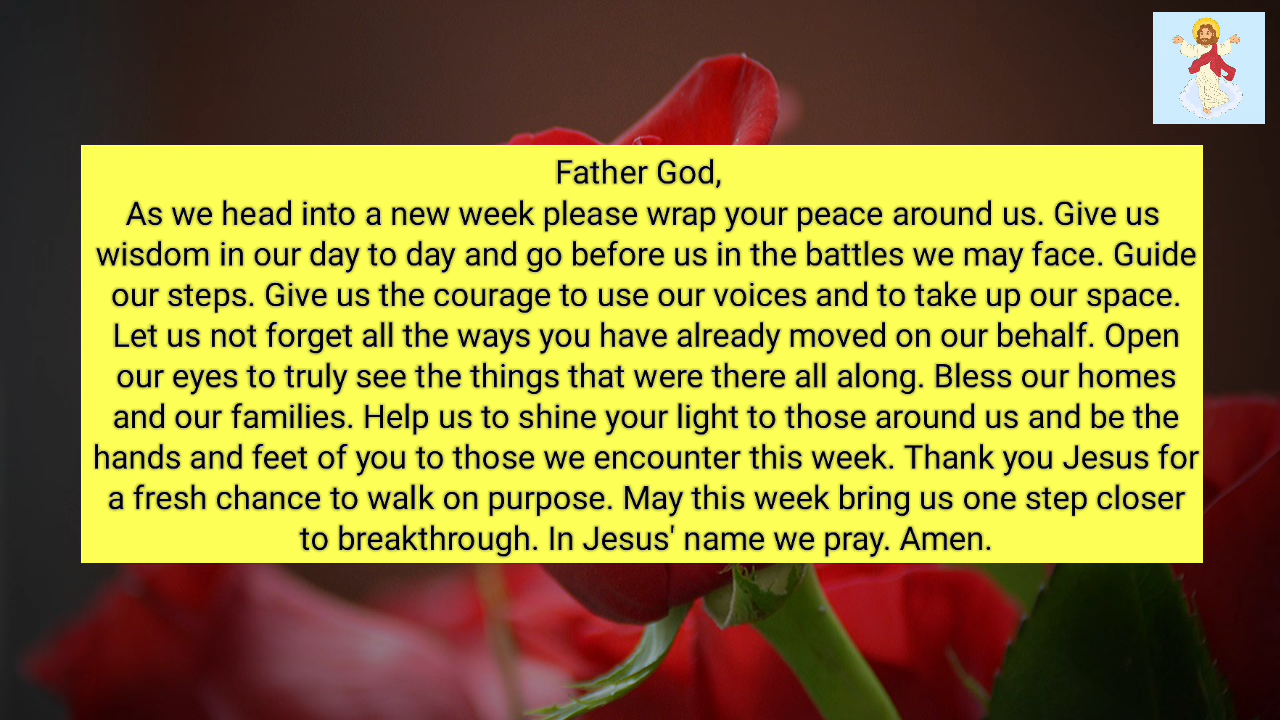 Father God,
As we head into a new week please wrap your peace around us. Give us
wisdom in our day to day and go before us in the battles we may face. Guide
our steps. Give us the courage to use our voices and to take up our space.
Let us not forget all the ways you have already moved on our behalf. Open
our eyes to truly see the things that were there all along. Bless our homes
and our families. Help us to shine your light to those around us and be the
hands and feet of you to those we encounter this week. Thank you Jesus for
a fresh chance to walk on purpose. May this week bring us one step closer
to breakthrough. In Jesus' name we pray. Amen.